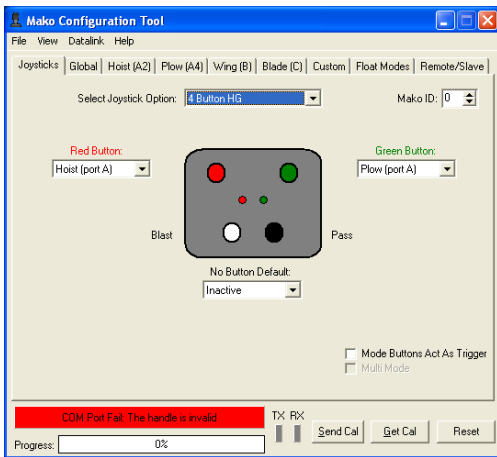 Mako Configuration Tool
File View Datalink Help
Joysticks Global Hoist (A2) Plow (A4) Wing (B) Blade (C) Custom Float Modes Remote/Slave
Select Joystick Option: 4 Button HG Mako ID: 0
Red Button: Green Button:
Hoist (port A) Plow (port A)
Blast Pass
No Button Default:
Inactive
Mode Buttons Act As Trigger
Multi Mode
COM Port Fail: The handle is invalid TX RX
Send Cal Get Cal Reset
Progress: 0%